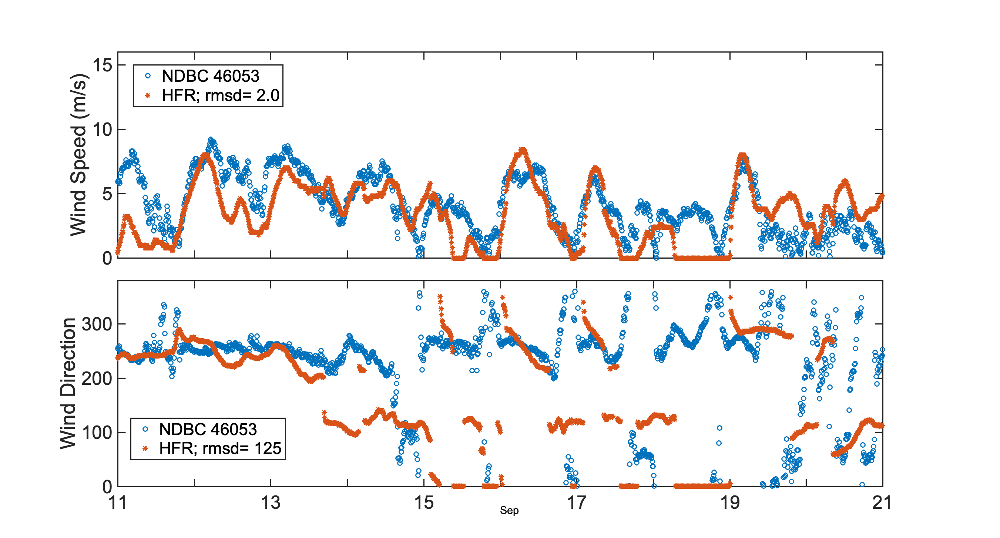 Wind Speed (m/s)
15
10
5
0
NDBC 46053
HFR; rmsd= 2.0
Wind Direction
300
200
100
0
NDBC 46053
HFR; rmsd= 125
11 13 15 17 19 21
Sep